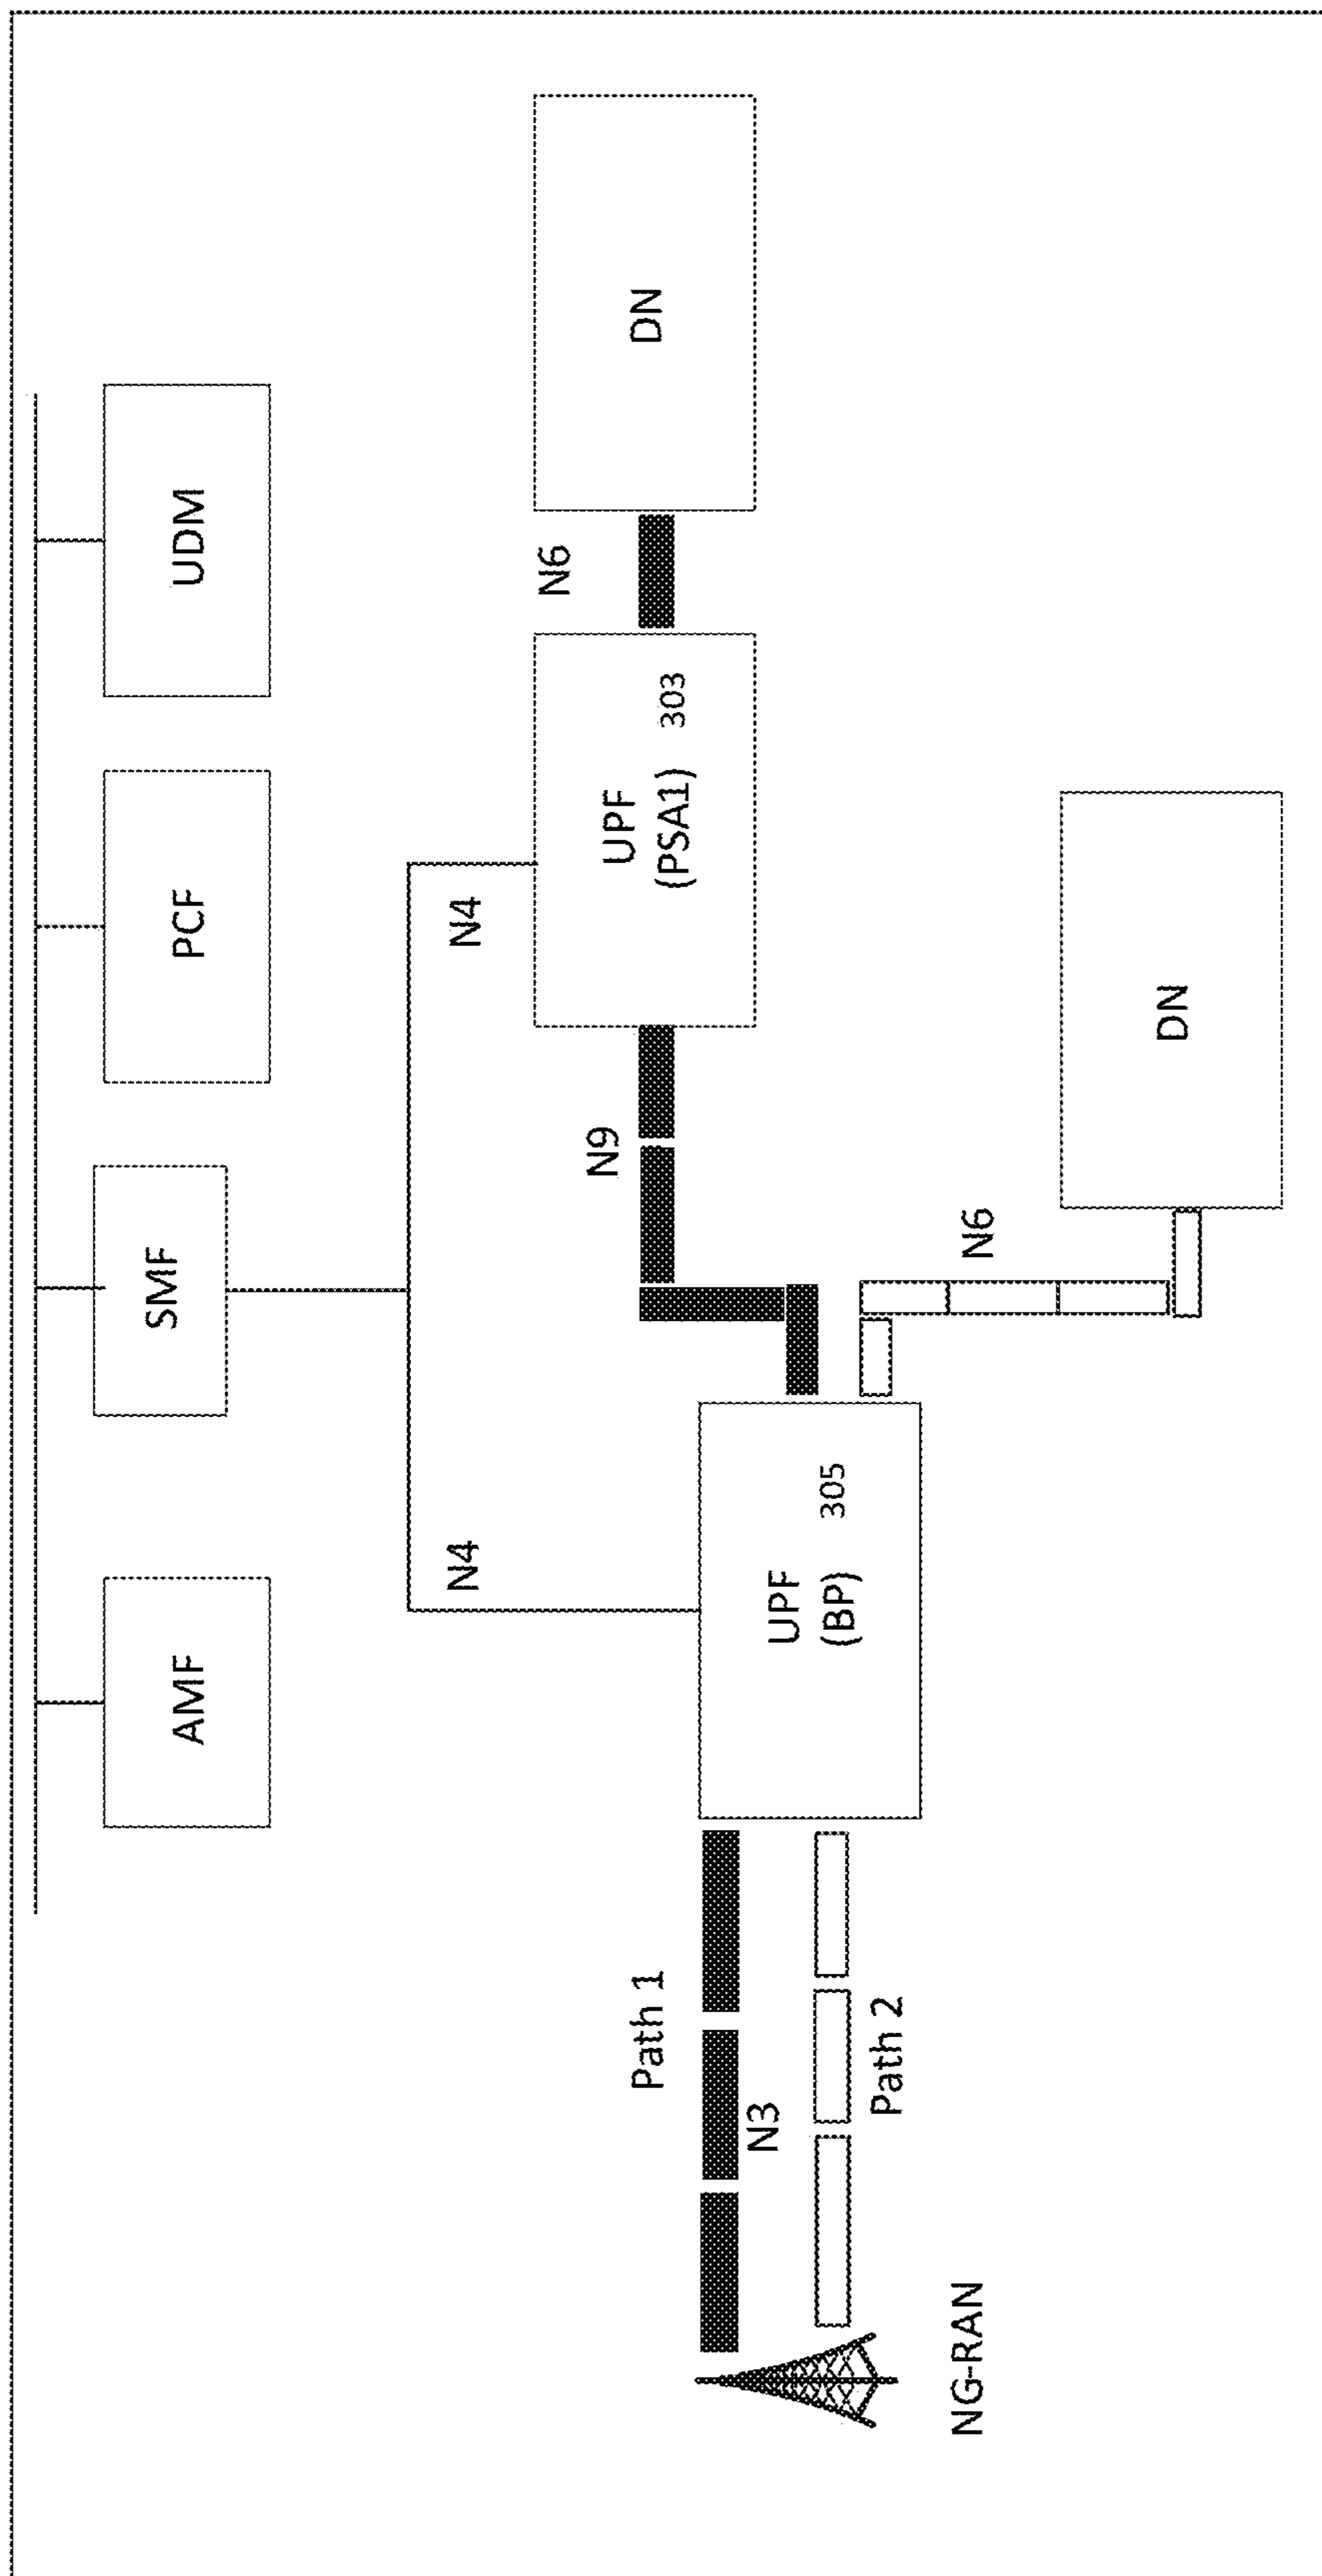 AMF
SMF
PCF
UDM
N4
N4
N9
N6
UPF
(PSA1) 303
DN
Path 1
N3
Path 2
NG-RAN
UPF
(BP) 305
N6
DN